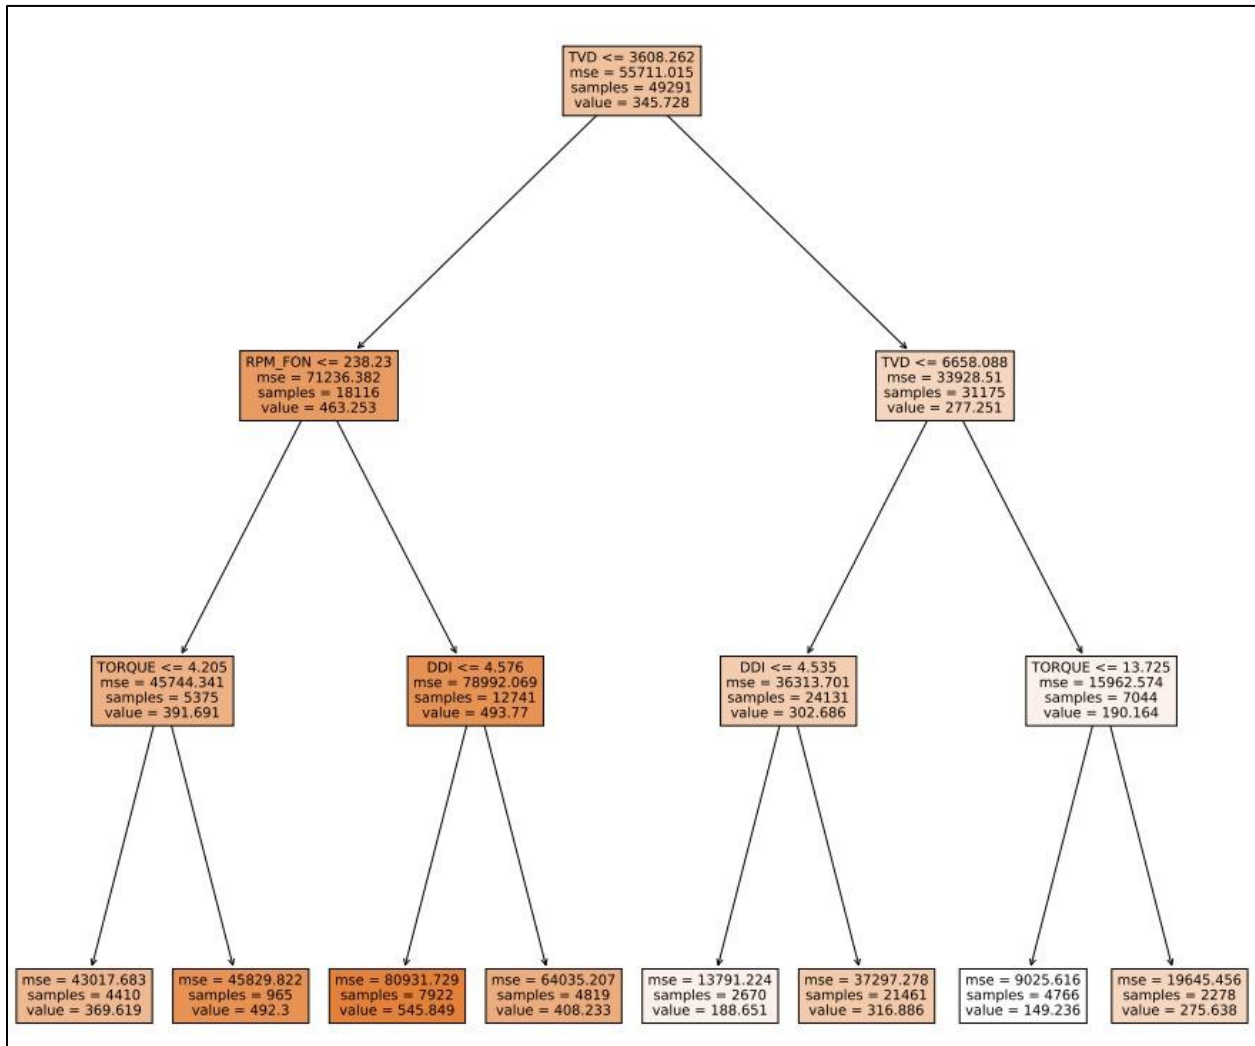 TVD <= 3608.262
mse = 55711.015
samples = 49291
value = 345.728
RPM_FON <= 238.23
mse = 71236.382
samples = 18116
value = 463.253
TVD <= 6658.088
mse = 33928.51
samples = 31175
value = 277.251
TORQUE <= 4.205
mse = 45744.341
samples = 5375
value = 391.691
DDI <= 4.576
mse = 78992.069
samples = 12741
value = 493.77
DDI <= 4.535
mse = 36313.701
samples = 24131
value = 302.686
TORQUE <= 13.725
mse = 15962.574
samples = 7044
value = 190.164
mse = 43017.683
samples = 4410
value = 369.619
mse = 45829.822
samples = 965
value = 492.3
mse = 80931.729
samples = 7922
value = 545.849
mse = 64035.207
samples = 4819
value = 408.233
mse = 13791.224
samples = 2670
value = 188.651
mse = 37297.278
samples = 21461
value = 316.886
mse = 9025.616
samples = 4766
value = 149.236
mse = 19645.456
samples = 2278
value = 275.638